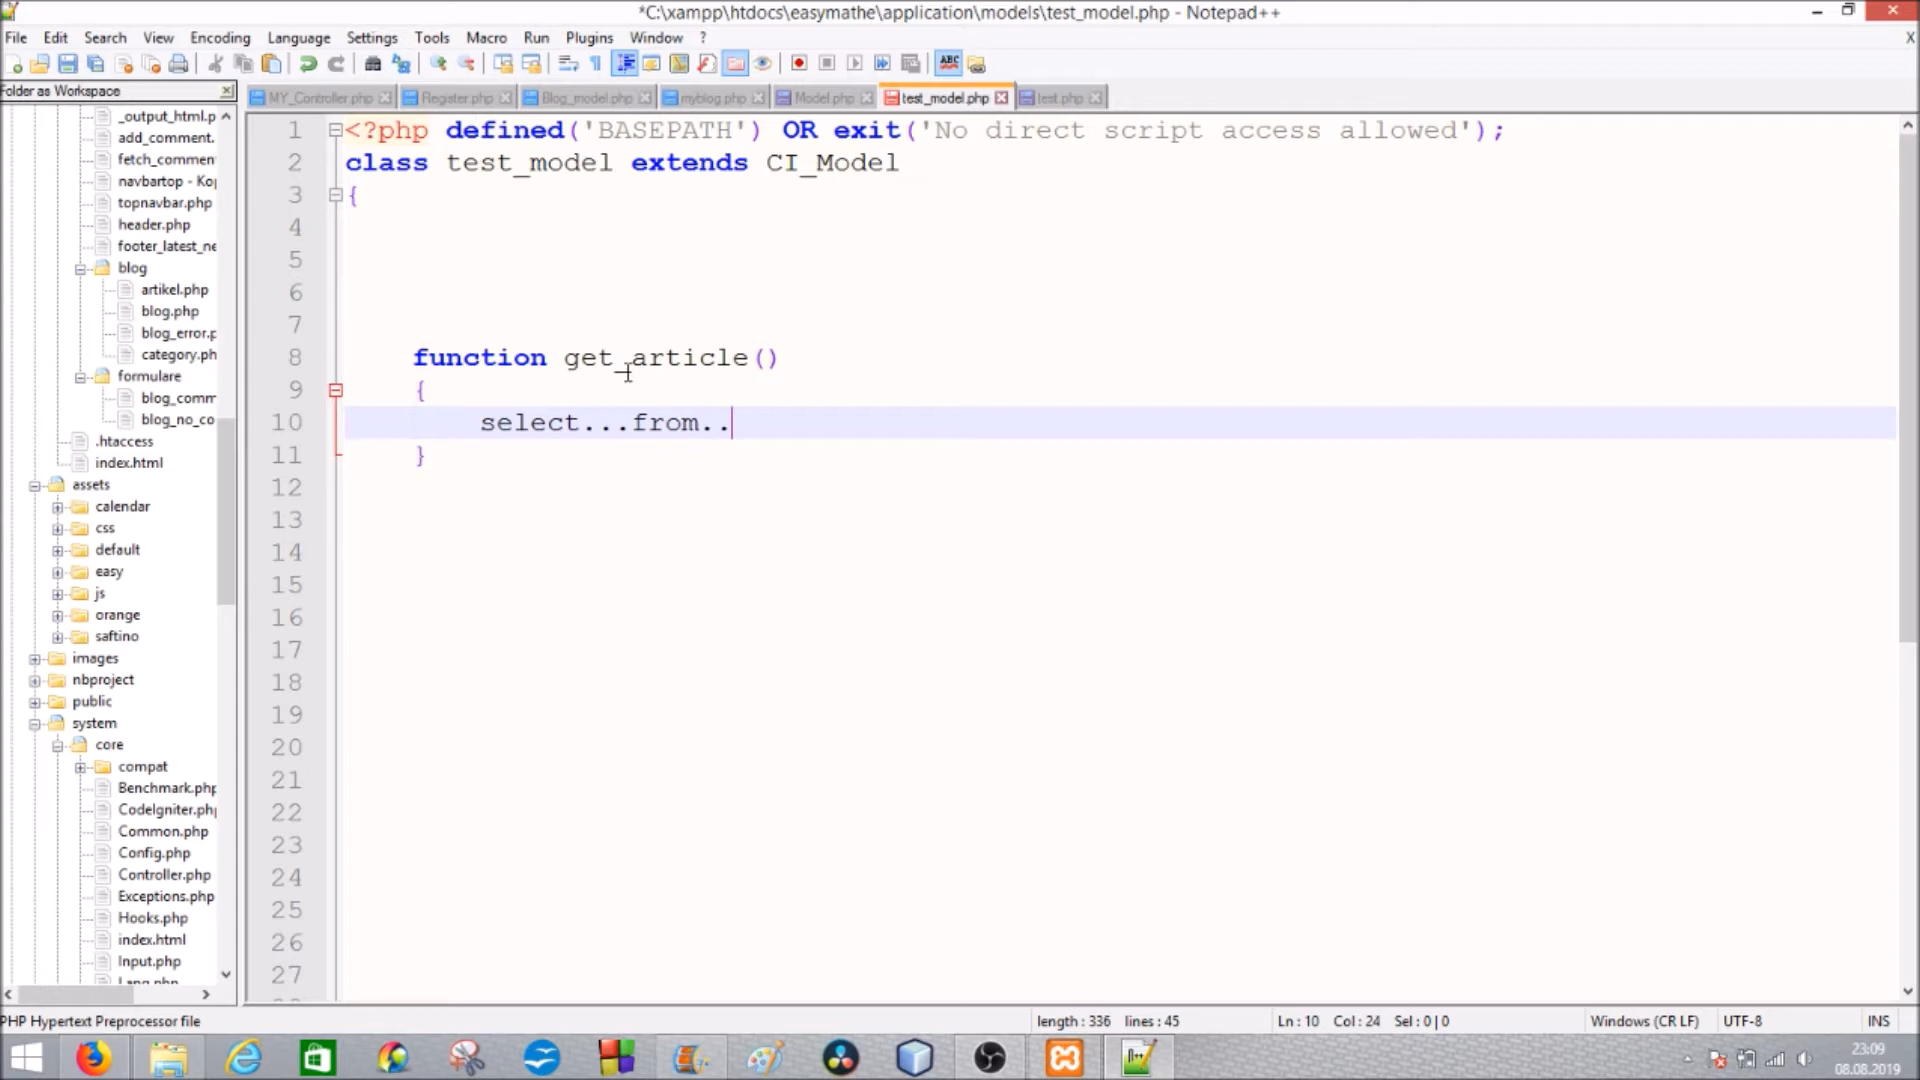 *C:\xampp\htdocs\easymathe\application\models\test_model.php - Notepad++
File Edit Search View Encoding Language Settings Tools Macro Run Plugins Window ?
X
ABC
Folder as Workspace
MY_Controller.php Register.php Blog_model.php myblog.php Model.php test_model.php test.php
_output_html.p
add_comment.
fetch_commen
navbartop - Ko
topnavbar.php
header.php
footer_latest_ne
blog
artikel.php
blog.php
blog_error.p
category.ph
formulare
blog_comm
blog_no_co
.htaccess
index.html
assets
calendar
css
default
easy
js
orange
saftino
images
nbproject
public
system
core
compat
Benchmark.php
CodeIgniter.php
Common.php
Config.php
Controller.php
Exceptions.php
Hooks.php
index.html
Input.php
Lang.php
1 <?php defined('BASEPATH') OR exit('No direct script access allowed');
2 class test_model extends CI_Model
3 {
4
5
6
7
8 function get_article()
9 {
10 select...from..
11 }
12
13
14
15
16
17
18
19
20
21
22
23
24
25
26
27
PHP Hypertext Preprocessor file length : 336 lines : 45 Ln : 10 Col : 24 Sel : 0 | 0 Windows (CR LF) UTF-8 INS
23:09
08.08.2019